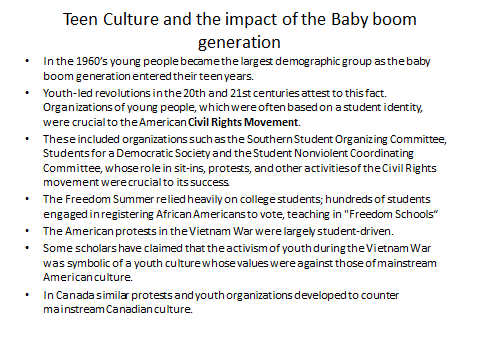 Teen Culture and the impact of the Baby boom
generation
• In the 1960's young people became the largest demographic group as the baby
boom generation entered their teen years.
• Youth-led revolutions in the 20th and 21st centuries attest to this fact.
Organizations of young people, which were often based on a student identity,
were crucial to the American Civil Rights Movement.
• These included organizations such as the Southern Student Organizing Committee,
Students for a Democratic Society and the Student Nonviolent Coordinating
Committee, whose role in sit-ins, protests, and other activities of the Civil Rights
movement were crucial to its success.
• The Freedom Summer relied heavily on college students; hundreds of students
engaged in registering African Americans to vote, teaching in "Freedom Schools"
• The American protests in the Vietnam War were largely student-driven.
• Some scholars have claimed that the activism of youth during the Vietnam War
was symbolic of a youth culture whose values were against those of mainstream
American culture.
• In Canada similar protests and youth organizations developed to counter
mainstream Canadian culture.